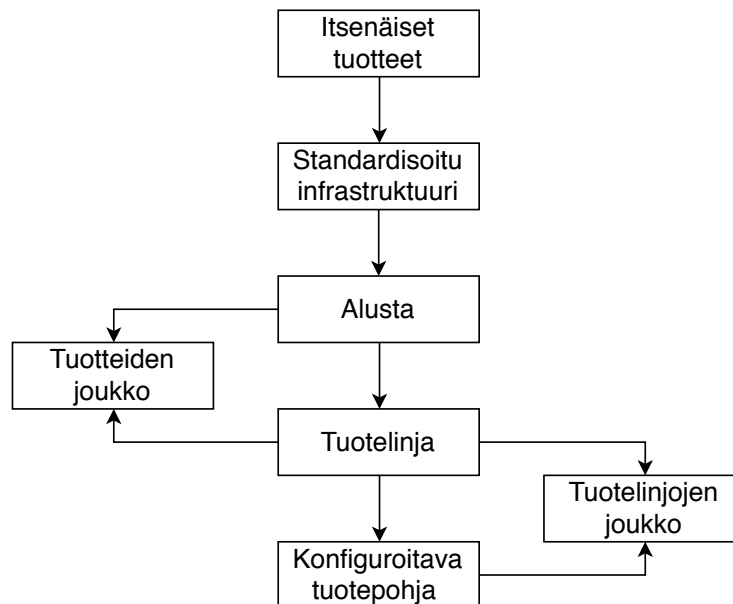 Itsenäiset
tuotteet
Standardisoitu
infrastruktuuri
Alusta
Tuotteiden
joukko
Tuotelinja
Tuotelinjojen
joukko
Konfiguroitava
tuotepohja